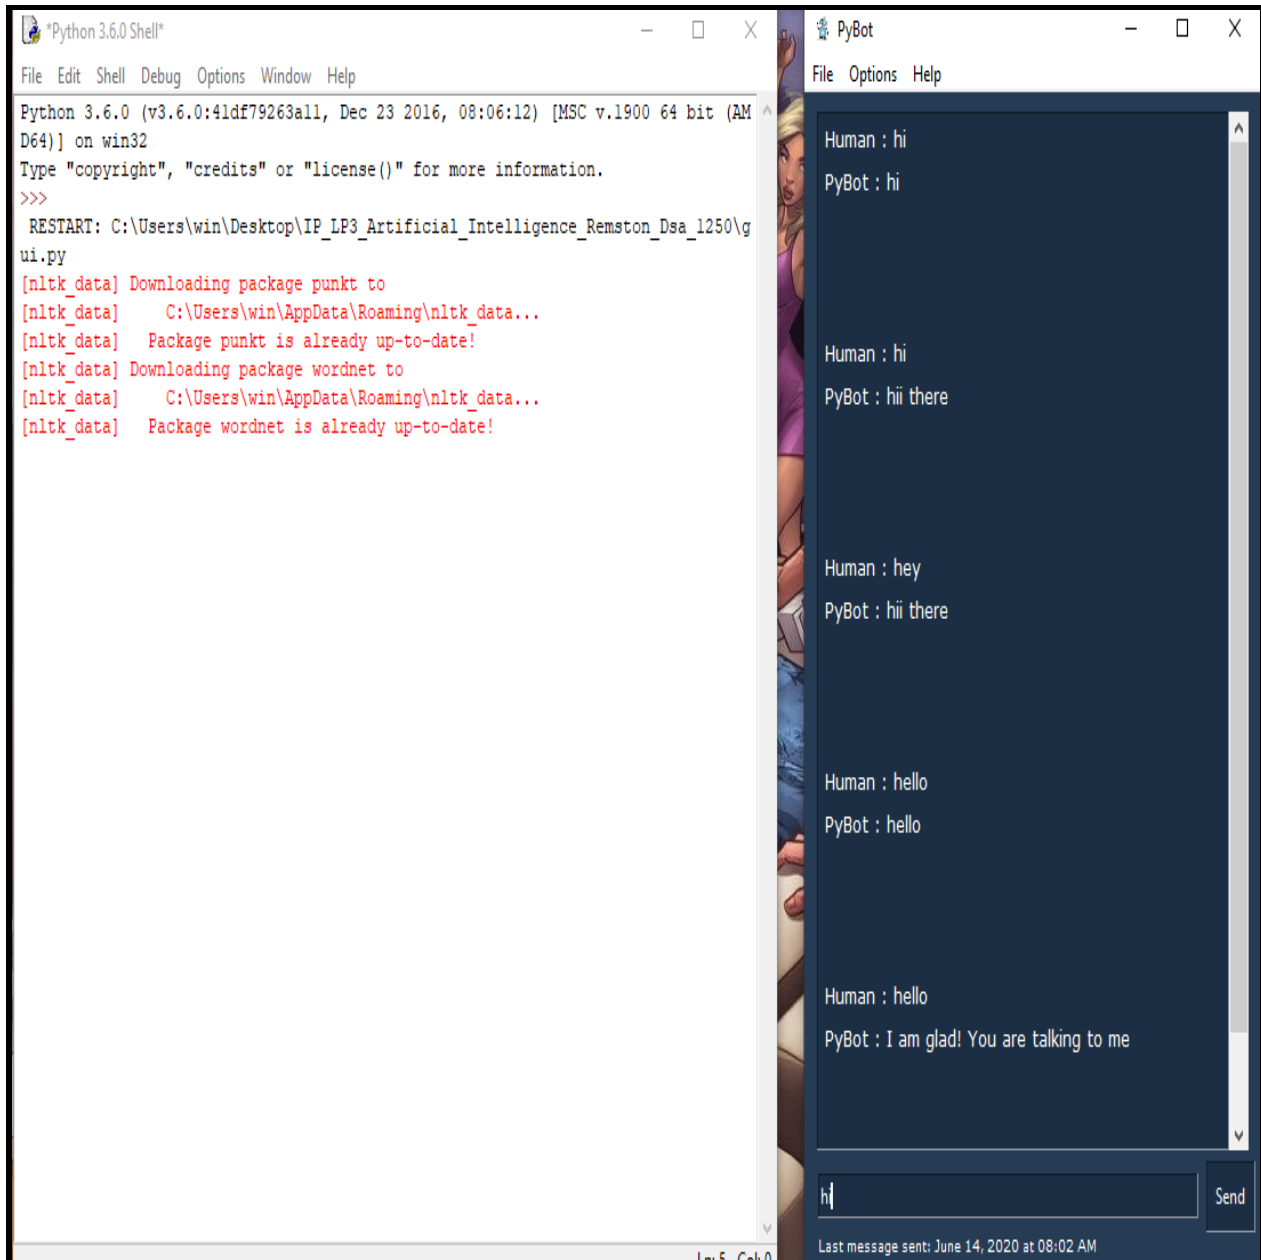 *Python 3.6.0 Shell*
File Edit Shell Debug Options Window Help
Python 3.6.0 (v3.6.0:41df79263a11, Dec 23 2016, 08:06:12) [MSC v.1900 64 bit (AM
D64)] on win32
Type "copyright", "credits" or "license()" for more information.
>>>
RESTART: C:\Users\win\Desktop\IP_LP3_Artificial_Intelligence_Remston_Dsa_1250\g
ui.py
[nltk_data] Downloading package punkt to
[nltk_data]     C:\Users\win\AppData\Roaming\nltk_data...
[nltk_data]   Package punkt is already up-to-date!
[nltk_data] Downloading package wordnet to
[nltk_data]     C:\Users\win\AppData\Roaming\nltk_data...
[nltk_data]   Package wordnet is already up-to-date!
Ln: 5 Col: 0
PyBot
File Options Help
Human : hi
PyBot : hi
Human : hi
PyBot : hii there
Human : hey
PyBot : hii there
Human : hello
PyBot : hello
Human : hello
PyBot : I am glad! You are talking to me
hi
Send
Last message sent: June 14, 2020 at 08:02 AM